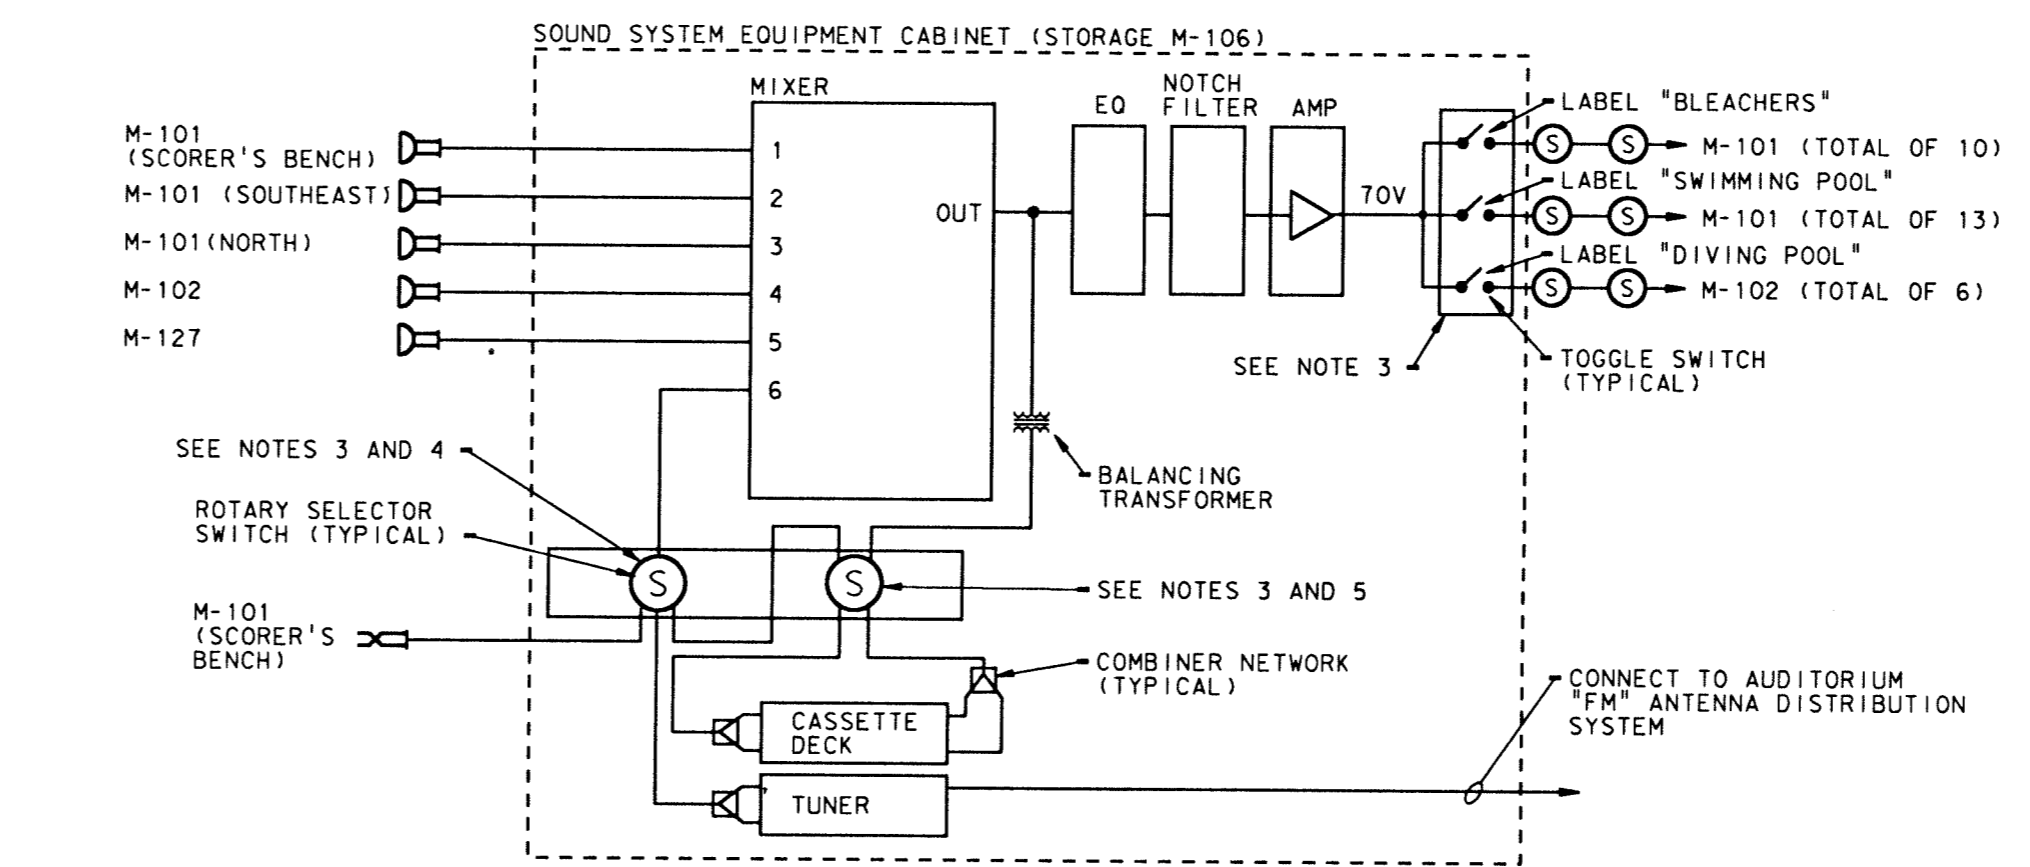 SOUND SYSTEM EQUIPMENT CABINET (STORAGE M-106)
MIXER
EQ
NOTCH
FILTER
AMP
LABEL "BLEACHERS"
M-101
(SCORER'S BENCH)
1
S
S
M-101 (TOTAL OF 10)
LABEL "SWIMMING POOL"
M-101 (SOUTHEAST)
2
OUT
70V
S
S
M-101 (TOTAL OF 13)
M-101(NORTH)
3
LABEL "DIVING POOL"
M-102
4
S
S
M-102 (TOTAL OF 6)
M-127
5
SEE NOTE 3
TOGGLE SWITCH
(TYPICAL)
6
SEE NOTES 3 AND 4
BALANCING
TRANSFORMER
ROTARY SELECTOR
SWITCH (TYPICAL)
S
S
SEE NOTES 3 AND 5
M-101
(SCORER'S
BENCH)
COMBINER NETWORK
(TYPICAL)
CONNECT TO AUDITORIUM
"FM" ANTENNA DISTRIBUTION
SYSTEM
CASSETTE
DECK
TUNER